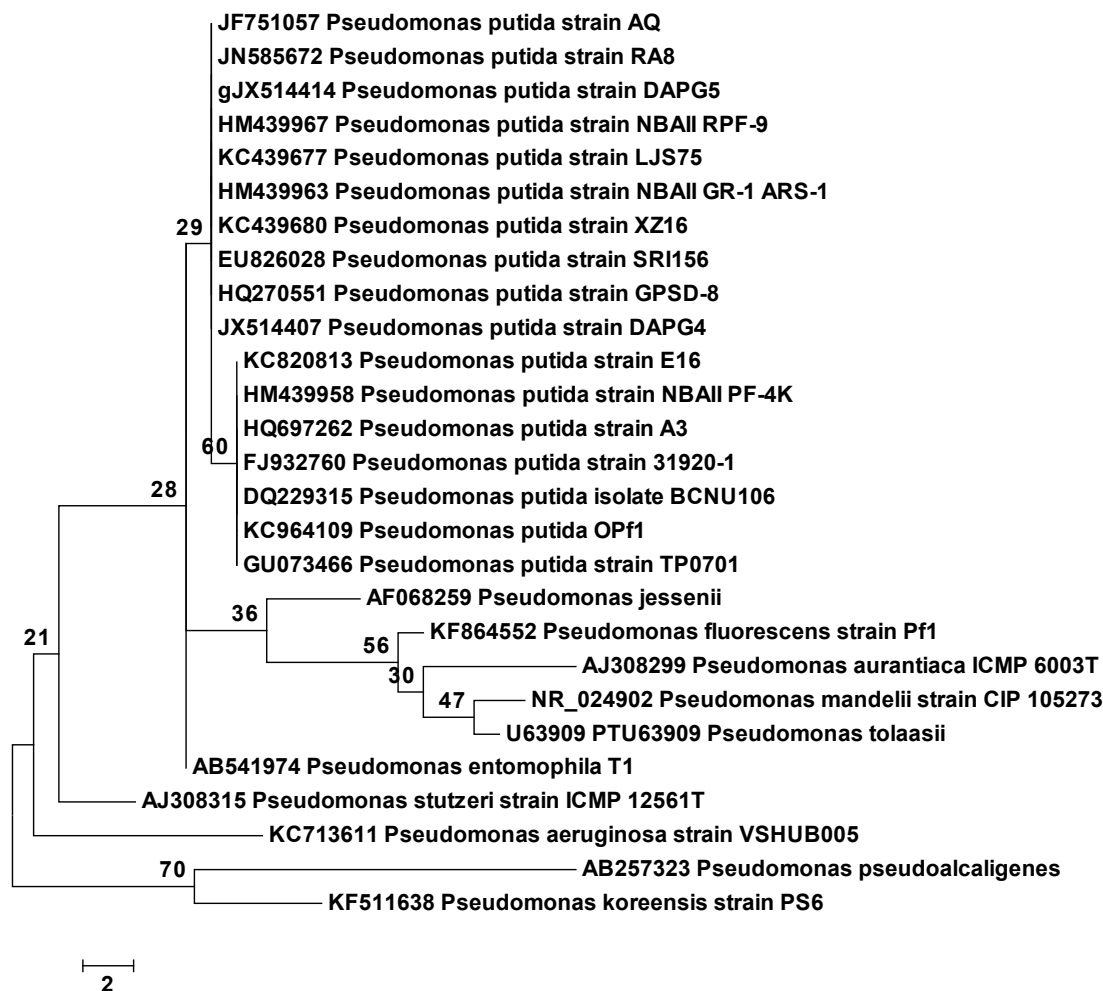 JF751057 Pseudomonas putida strain AQ
JN585672 Pseudomonas putida strain RA8
gJX514414 Pseudomonas putida strain DAPG5
HM439967 Pseudomonas putida strain NBAII RPF-9
KC439677 Pseudomonas putida strain LJS75
HM439963 Pseudomonas putida strain NBAII GR-1 ARS-1
29
KC439680 Pseudomonas putida strain XZ16
EU826028 Pseudomonas putida strain SRI156
HQ270551 Pseudomonas putida strain GPSD-8
JX514407 Pseudomonas putida strain DAPG4
KC820813 Pseudomonas putida strain E16
HM439958 Pseudomonas putida strain NBAII PF-4K
HQ697262 Pseudomonas putida strain A3
60
FJ932760 Pseudomonas putida strain 31920-1
28
DQ229315 Pseudomonas putida isolate BCNU106
KC964109 Pseudomonas putida OPf1
GU073466 Pseudomonas putida strain TP0701
AF068259 Pseudomonas jessenii
36
KF864552 Pseudomonas fluorescens strain Pf1
21
56
AJ308299 Pseudomonas aurantiaca ICMP 6003T
30
NR_024902 Pseudomonas mandelii strain CIP 105273
47
U63909 PTU63909 Pseudomonas tolaasii
AB541974 Pseudomonas entomophila T1
AJ308315 Pseudomonas stutzeri strain ICMP 12561T
KC713611 Pseudomonas aeruginosa strain VSHUB005
70
AB257323 Pseudomonas pseudoalcaligenes
KF511638 Pseudomonas koreensis strain PS6
2